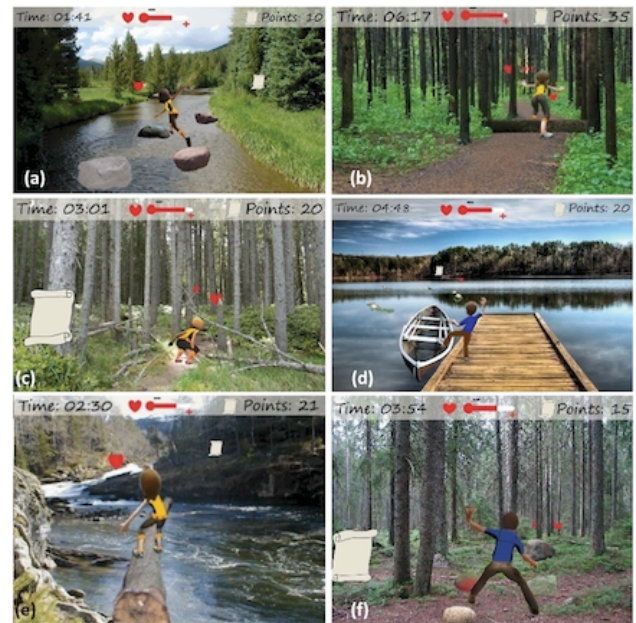 Time: 01:41 Points: 10
(a)
Time: 06:17 Points: 35
(b)
Time: 03:01 Points: 20
(c)
Time: 04:48 Points: 20
(d)
Time: 02:30 Points: 21
(e)
Time: 03:54 Points: 15
(f)